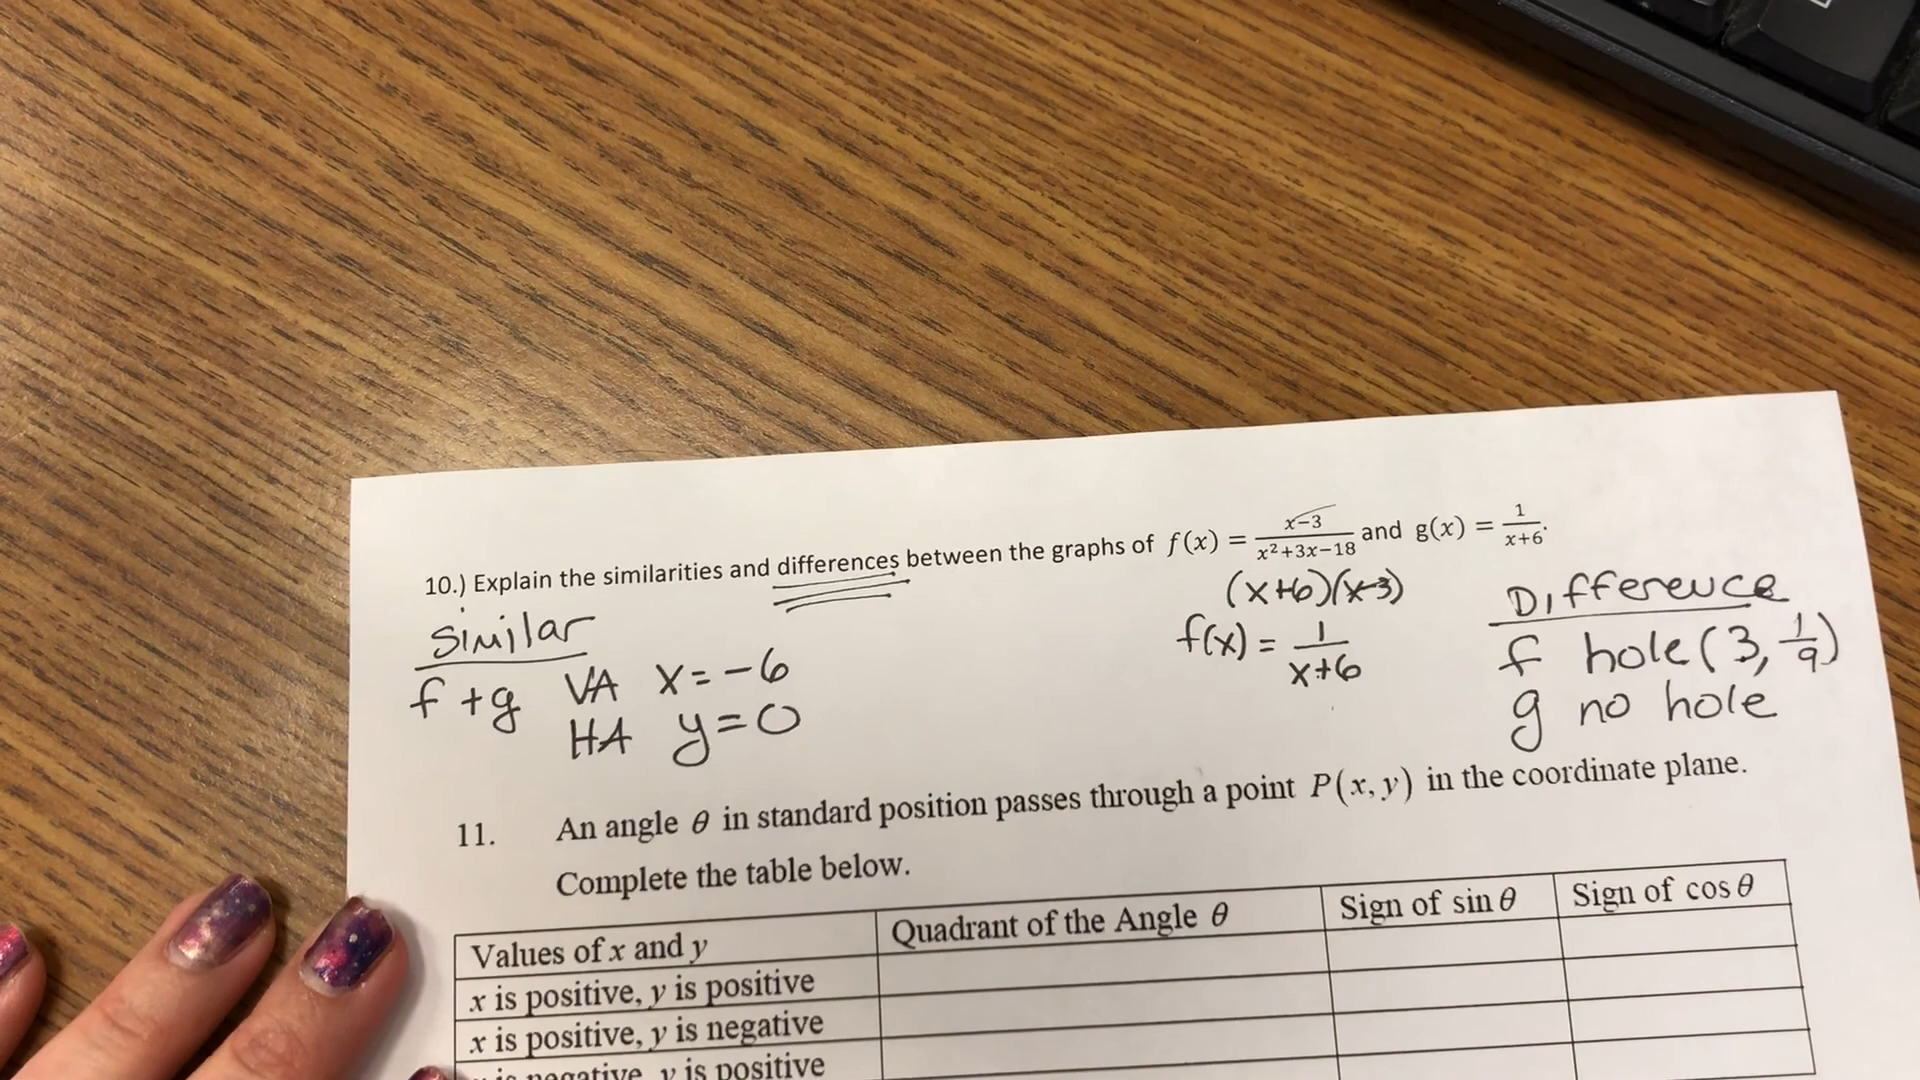 10.) Explain the similarities and differences between the graphs of f(x) = x−3 / x²+3x−18 and g(x) = 1 / x+6.
(x+6)(x-3)
f(x) = 1 / x+6
Similar
f + g VA x = -6
HA y = 0
Difference
f hole (3, 1/9)
g no hole
11. An angle θ in standard position passes through a point P(x, y) in the coordinate plane.
Complete the table below.
Values of x and y Quadrant of the Angle θ Sign of sin θ Sign of cos θ
x is positive, y is positive
x is positive, y is negative
is negative, y is positive